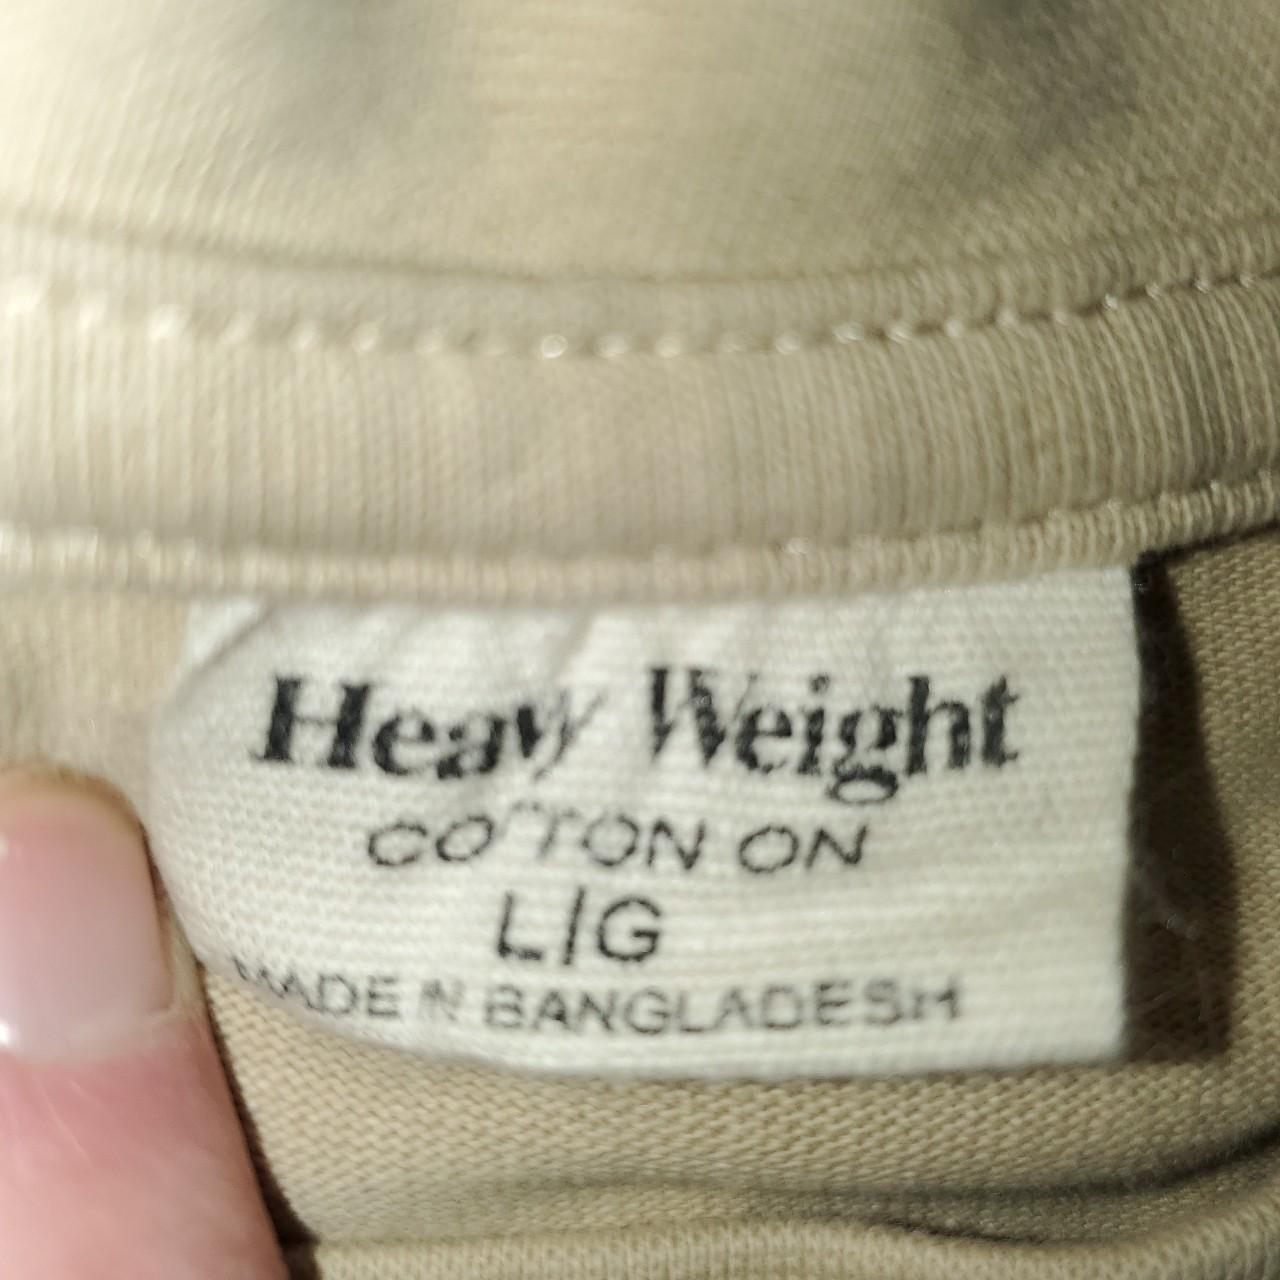 Heavy Weight
COTTON ON
L/G
MADE IN BANGLADESH